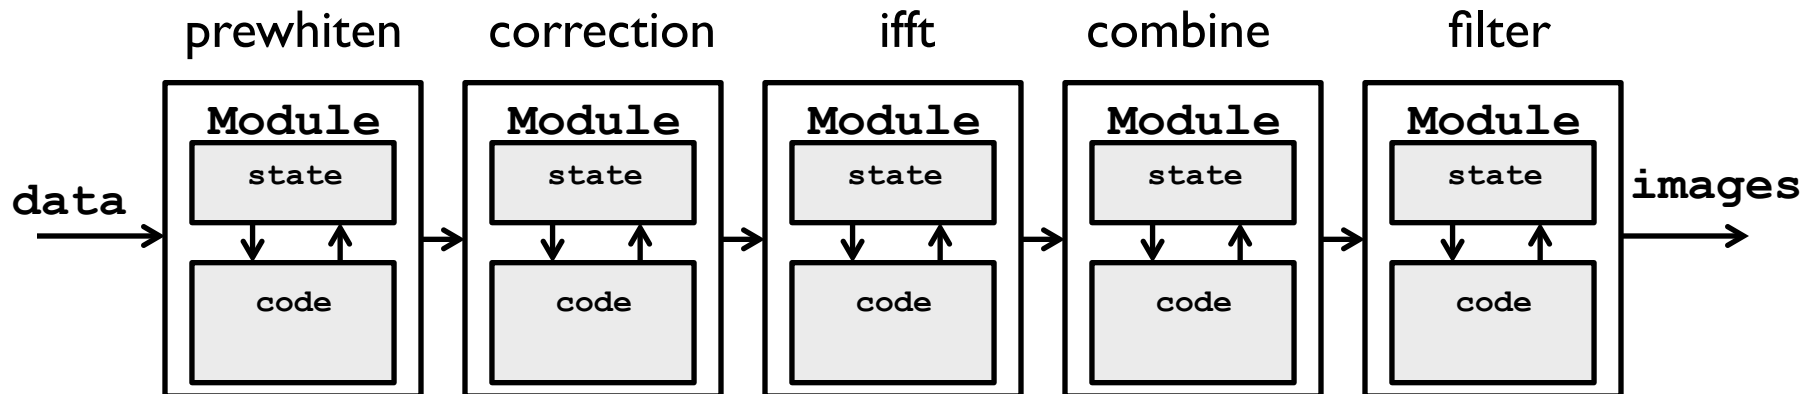 prewhiten correction ifft combine filter
Module Module Module Module Module
state state state state state
data images
code code code code code